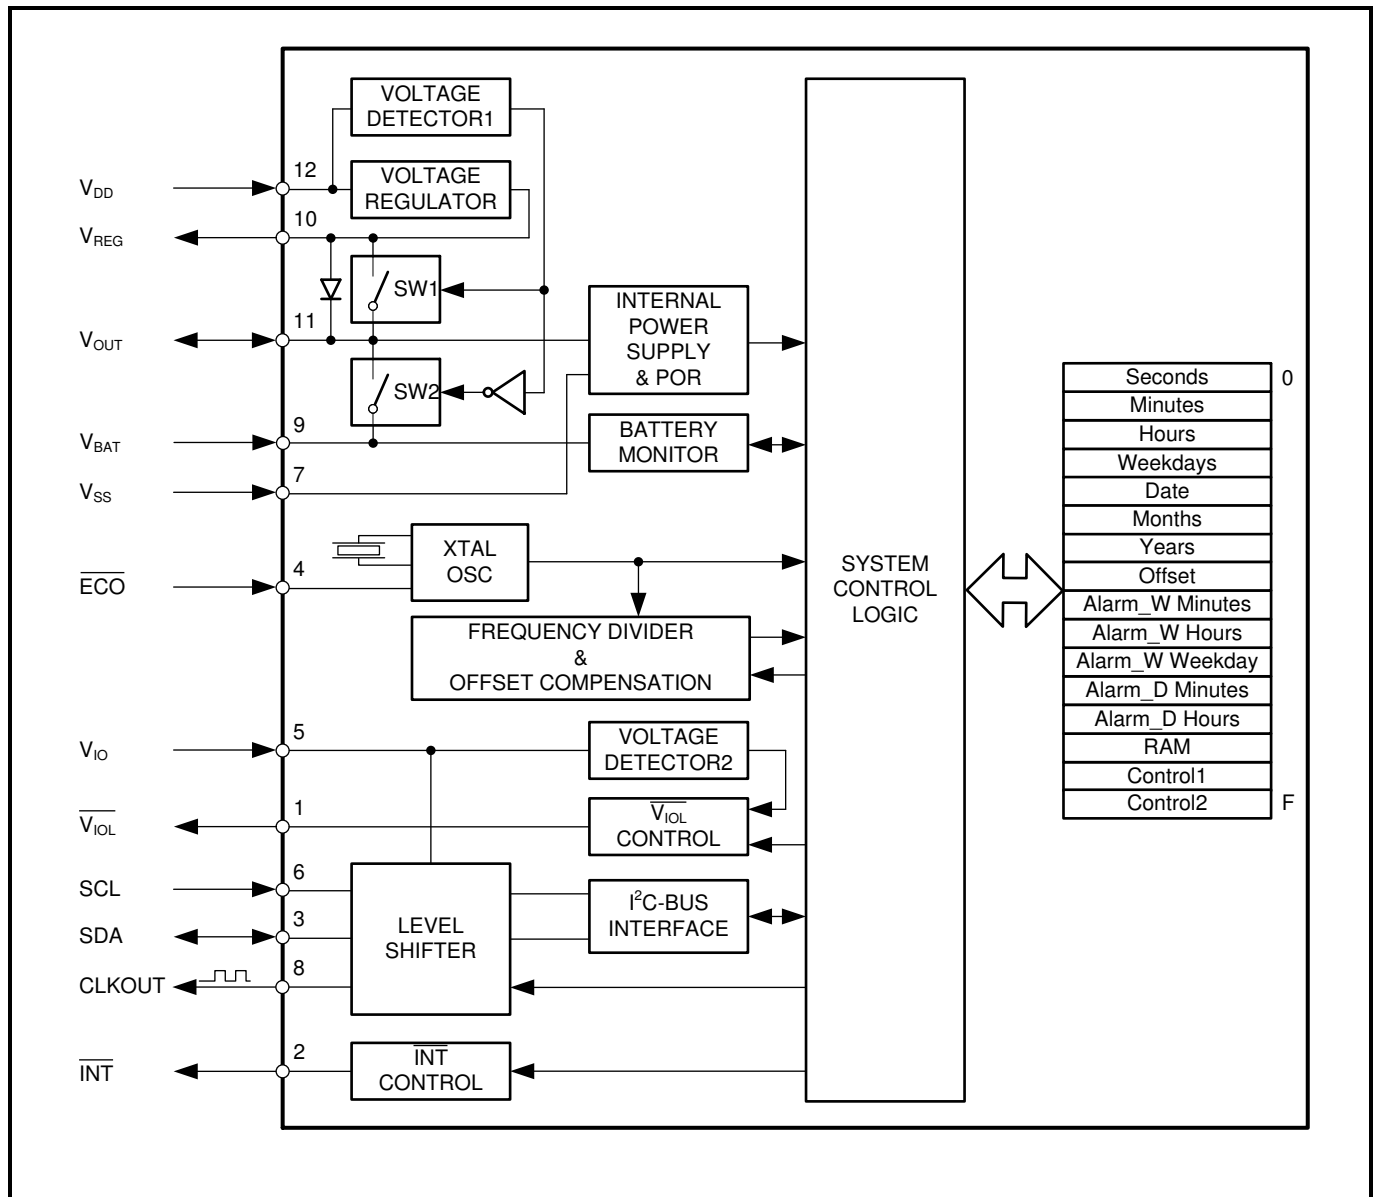 VOLTAGE
DETECTOR1
12
VDD
VOLTAGE
REGULATOR
10
VREG
SW1
11
VOUT
INTERNAL
POWER
SUPPLY
& POR
SW2
9
VBAT
BATTERY
MONITOR
7
VSS
XTAL
OSC
4
ECO
FREQUENCY DIVIDER
&
OFFSET COMPENSATION
5
VIO
VOLTAGE
DETECTOR2
1
VIOL
VIOL
CONTROL
6
SCL
3
SDA
8
CLKOUT
LEVEL
SHIFTER
I²C-BUS
INTERFACE
2
INT
INT
CONTROL
SYSTEM
CONTROL
LOGIC
Seconds 0
Minutes
Hours
Weekdays
Date
Months
Years
Offset
Alarm_W Minutes
Alarm_W Hours
Alarm_W Weekday
Alarm_D Minutes
Alarm_D Hours
RAM
Control1
Control2 F